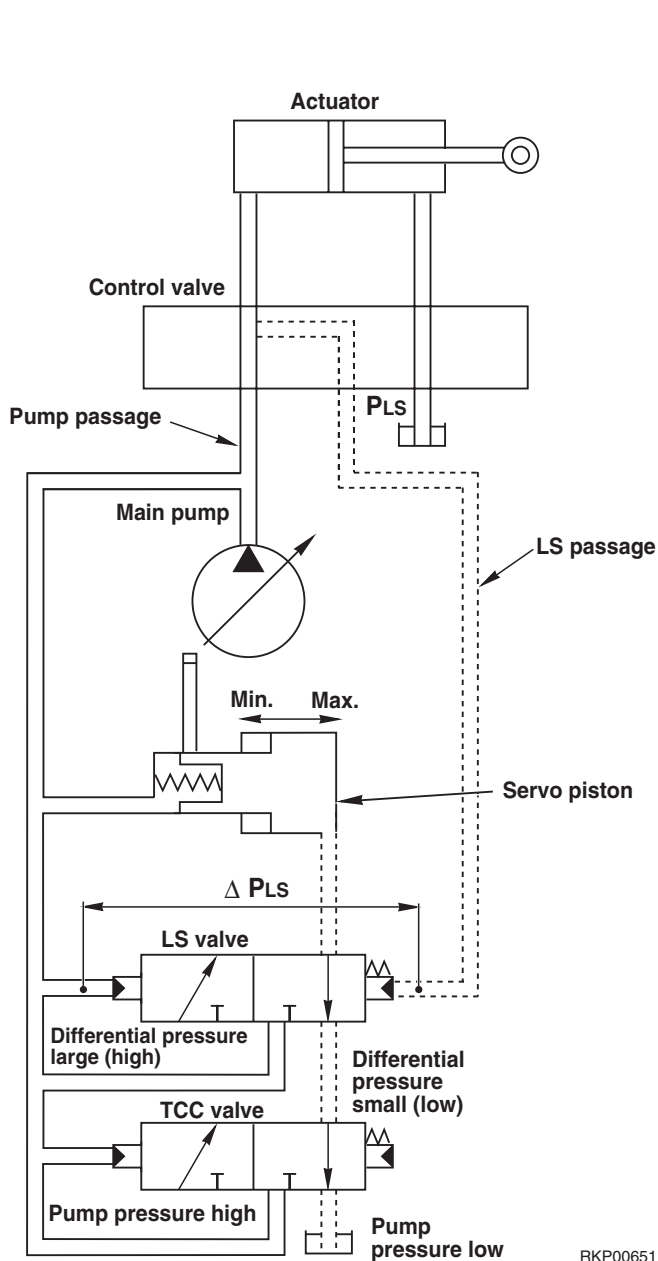 Actuator
Control valve
PLS
Pump passage
Main pump
LS passage
Min. Max.
Servo piston
Δ PLS
LS valve
Differential pressure
large (high)
Differential
pressure
small (low)
TCC valve
Pump pressure high
Pump
pressure low
RKP00651